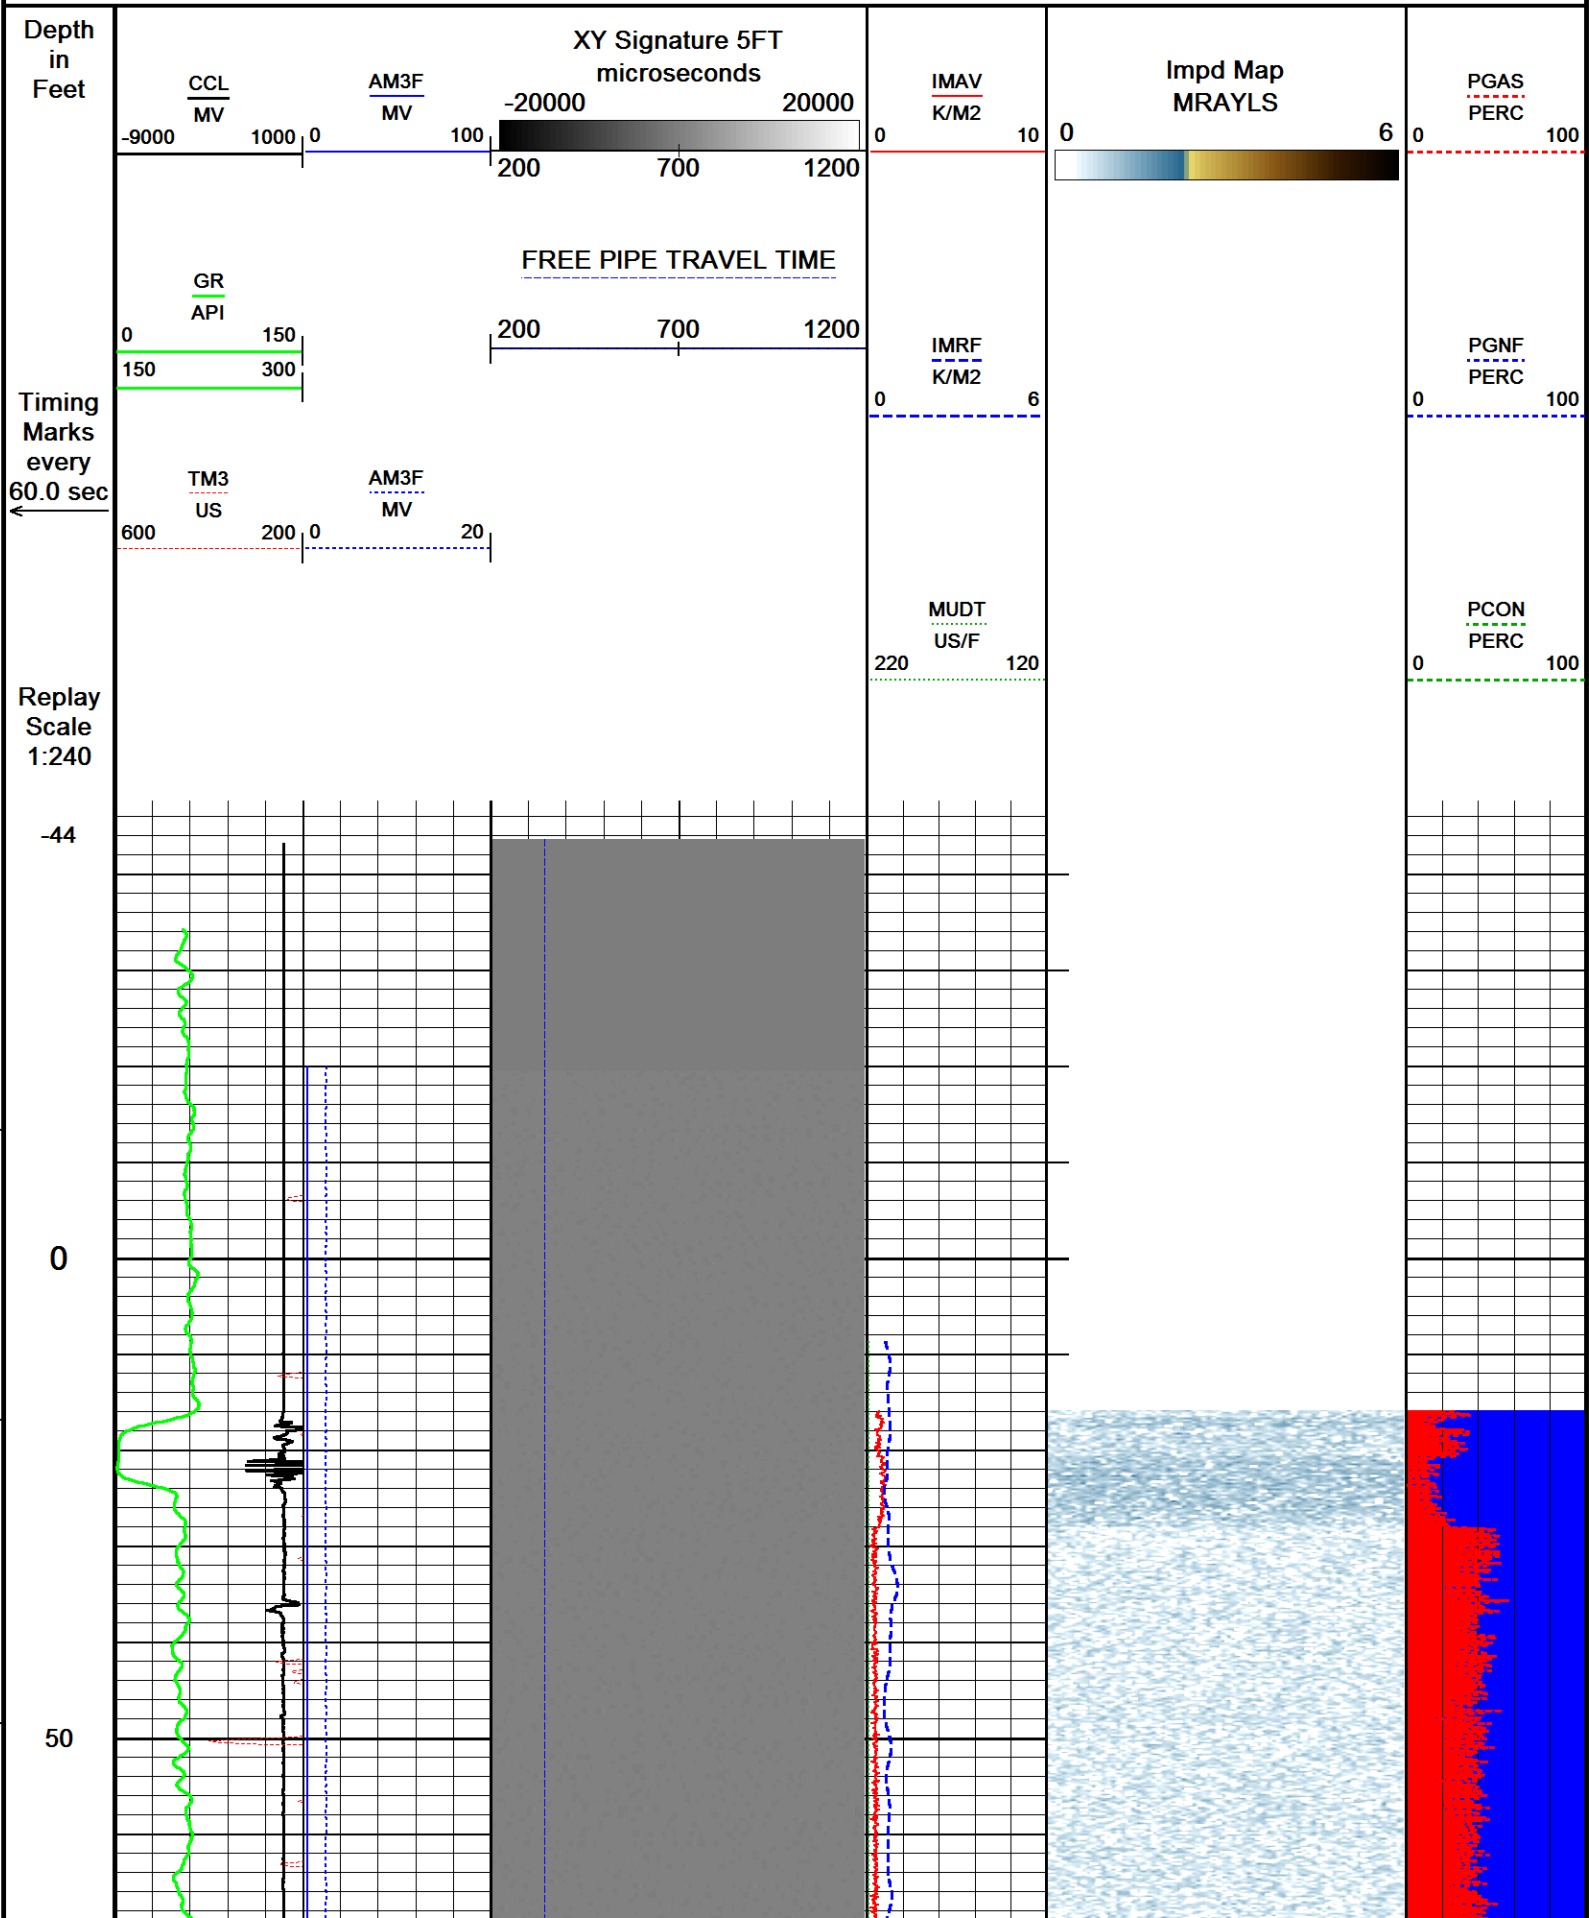 Depth
in
Feet
Timing
Marks
every
60.0 sec
Replay
Scale
1:240
CCL
MV
-9000 1000
GR
API
0 150
150 300
TM3
US
600 200
AM3F
MV
0 100
AM3F
MV
0 20
XY Signature 5FT
microseconds
-20000 20000
200 700 1200
FREE PIPE TRAVEL TIME
200 700 1200
IMAV
K/M2
0 10
IMRF
K/M2
0 6
MUDT
US/F
220 120
Impd Map
MRAYLS
0 6
PGAS
PERC
0 100
PGNF
PERC
0 100
PCON
PERC
0 100
-44
0
50